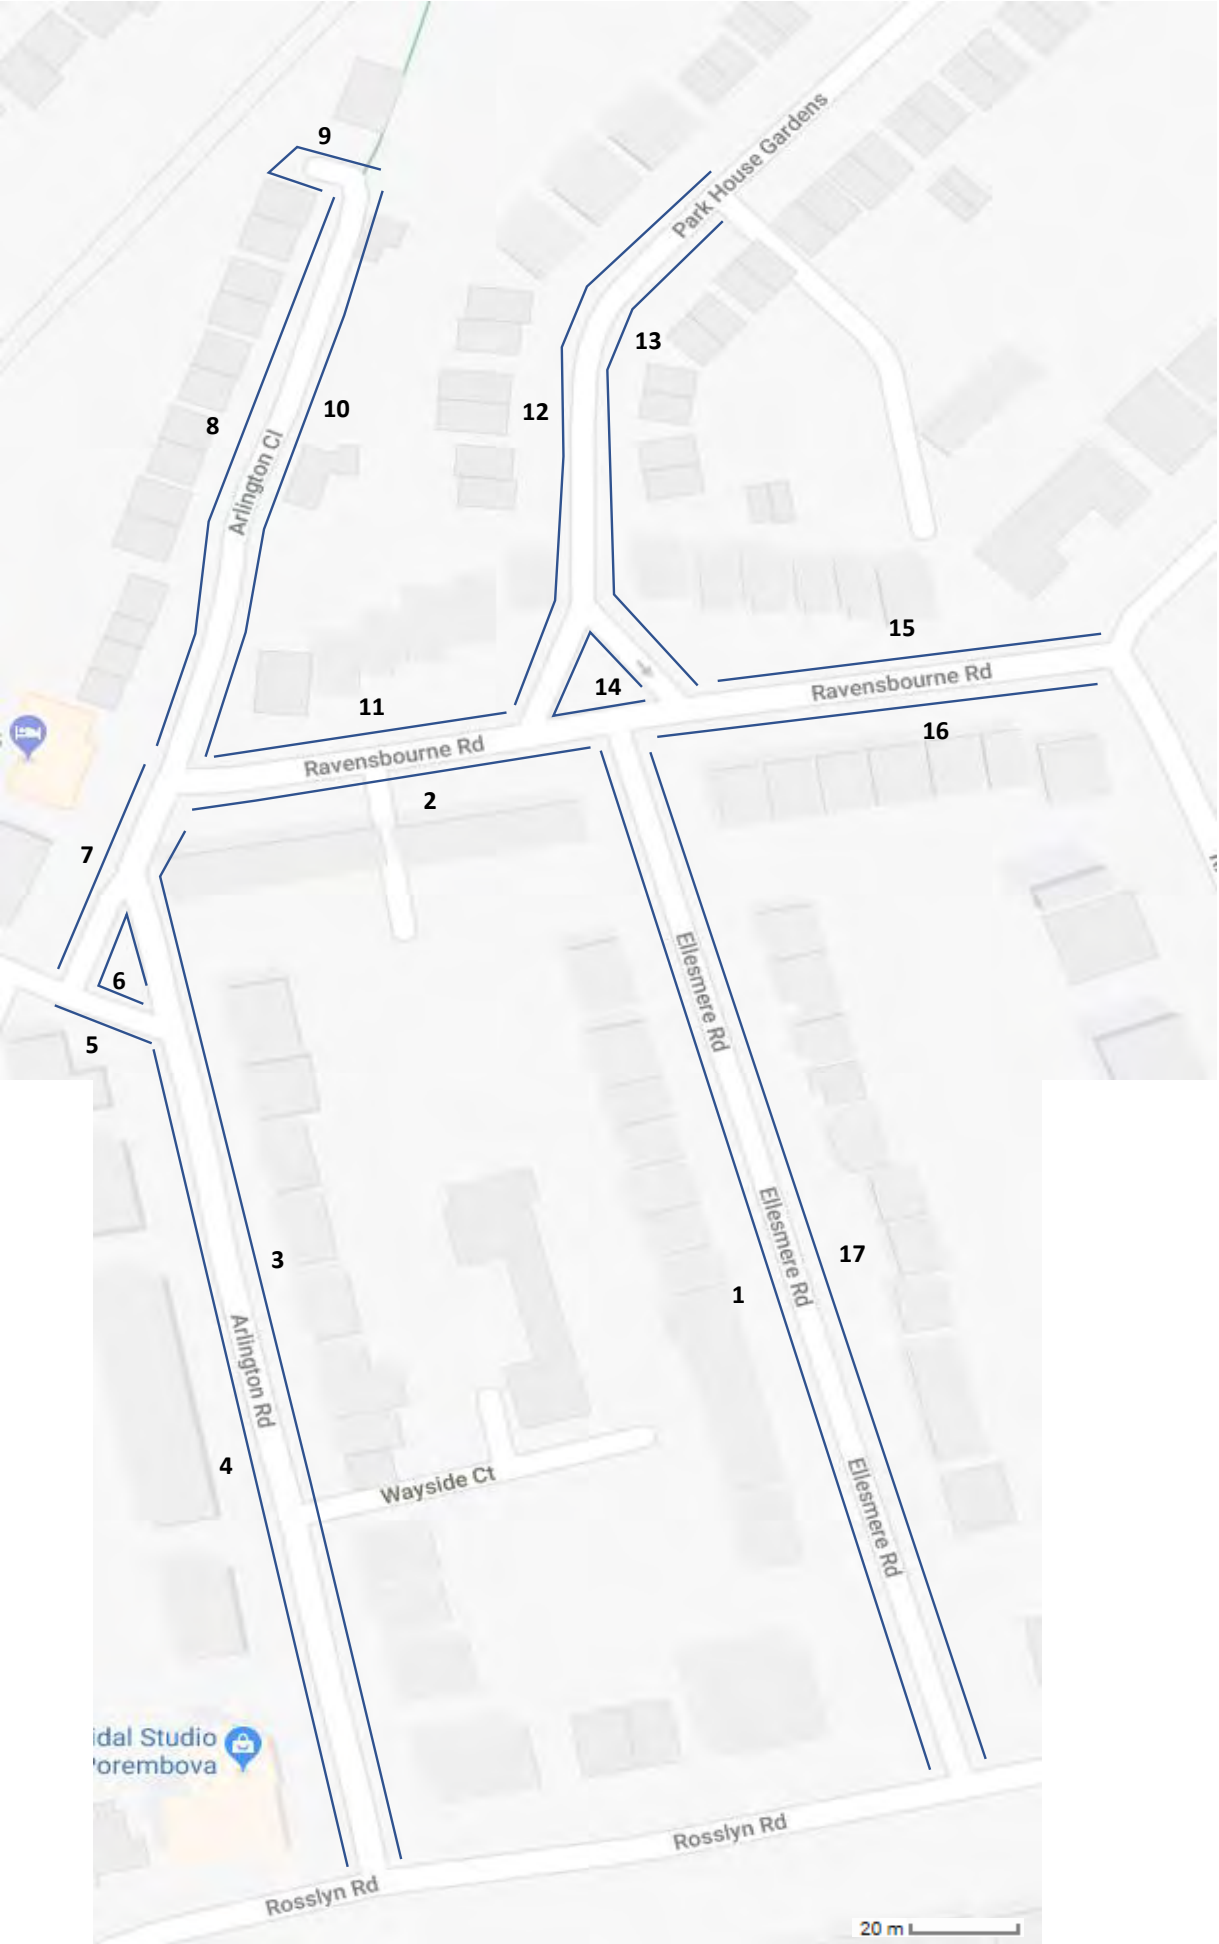 9
Park House Gardens
13
12
10
8
Arlington Cl
15
14
Ravensbourne Rd
11
16
Ravensbourne Rd
2
7
Ellesmere Rd
6
5
3
Ellesmere Rd
17
1
Arlington Rd
4
Wayside Ct
Ellesmere Rd
idal Studio
Porembova
Rosslyn Rd
Rosslyn Rd
20 m